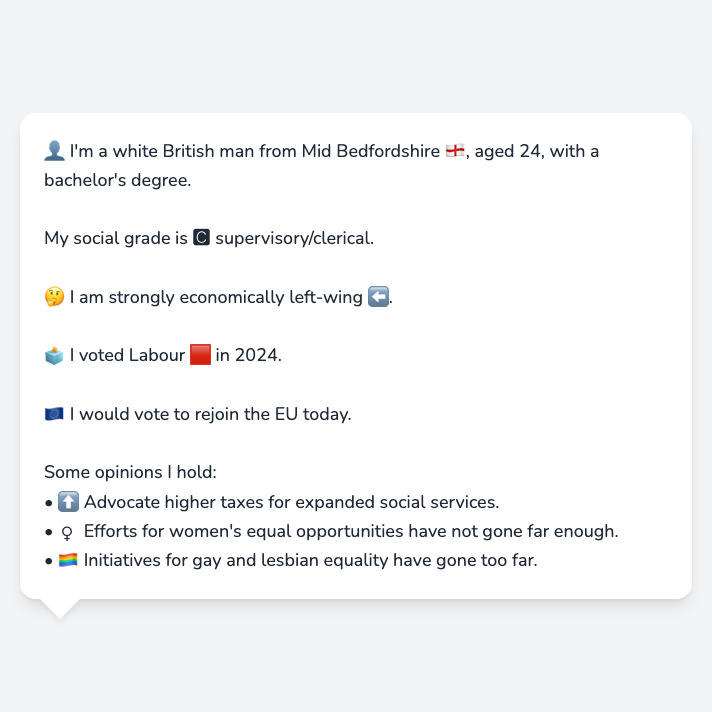 👤 I'm a white British man from Mid Bedfordshire 🏴󠁧󠁢󠁥󠁮󠁧󠁿, aged 24, with a
bachelor's degree.
My social grade is 🅲 supervisory/clerical.
🤔 I am strongly economically left-wing ⬅️.
🗳️ I voted Labour 🟥 in 2024.
🇪🇺 I would vote to rejoin the EU today.
Some opinions I hold:
• ⬆️ Advocate higher taxes for expanded social services.
• ♀ Efforts for women's equal opportunities have not gone far enough.
• 🏳️‍🌈 Initiatives for gay and lesbian equality have gone too far.